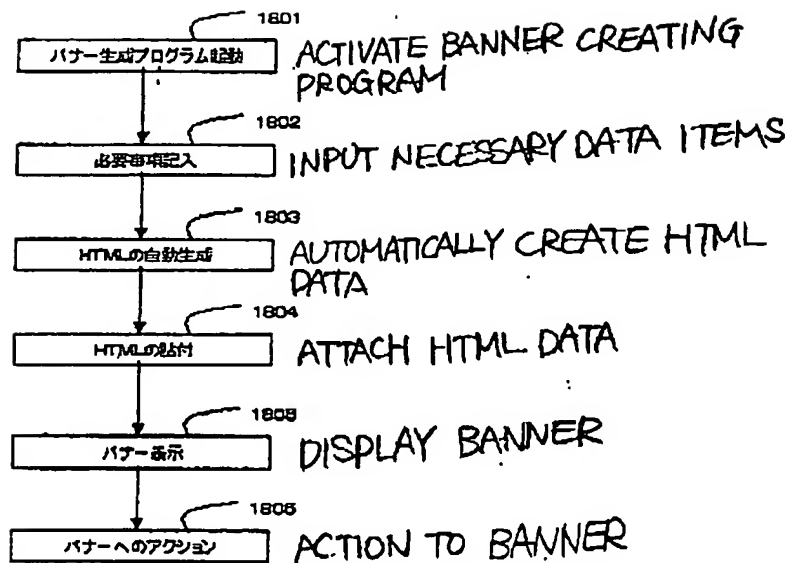 1801
バナー生成プログラム起動
ACTIVATE BANNER CREATING
PROGRAM
1802
必要事項記入
INPUT NECESSARY DATA ITEMS
1803
HTMLの自動生成
AUTOMATICALLY CREATE HTML
DATA
1804
HTMLの貼付
ATTACH HTML DATA
1805
バナー表示
DISPLAY BANNER
1806
バナーへのアクション
ACTION TO BANNER